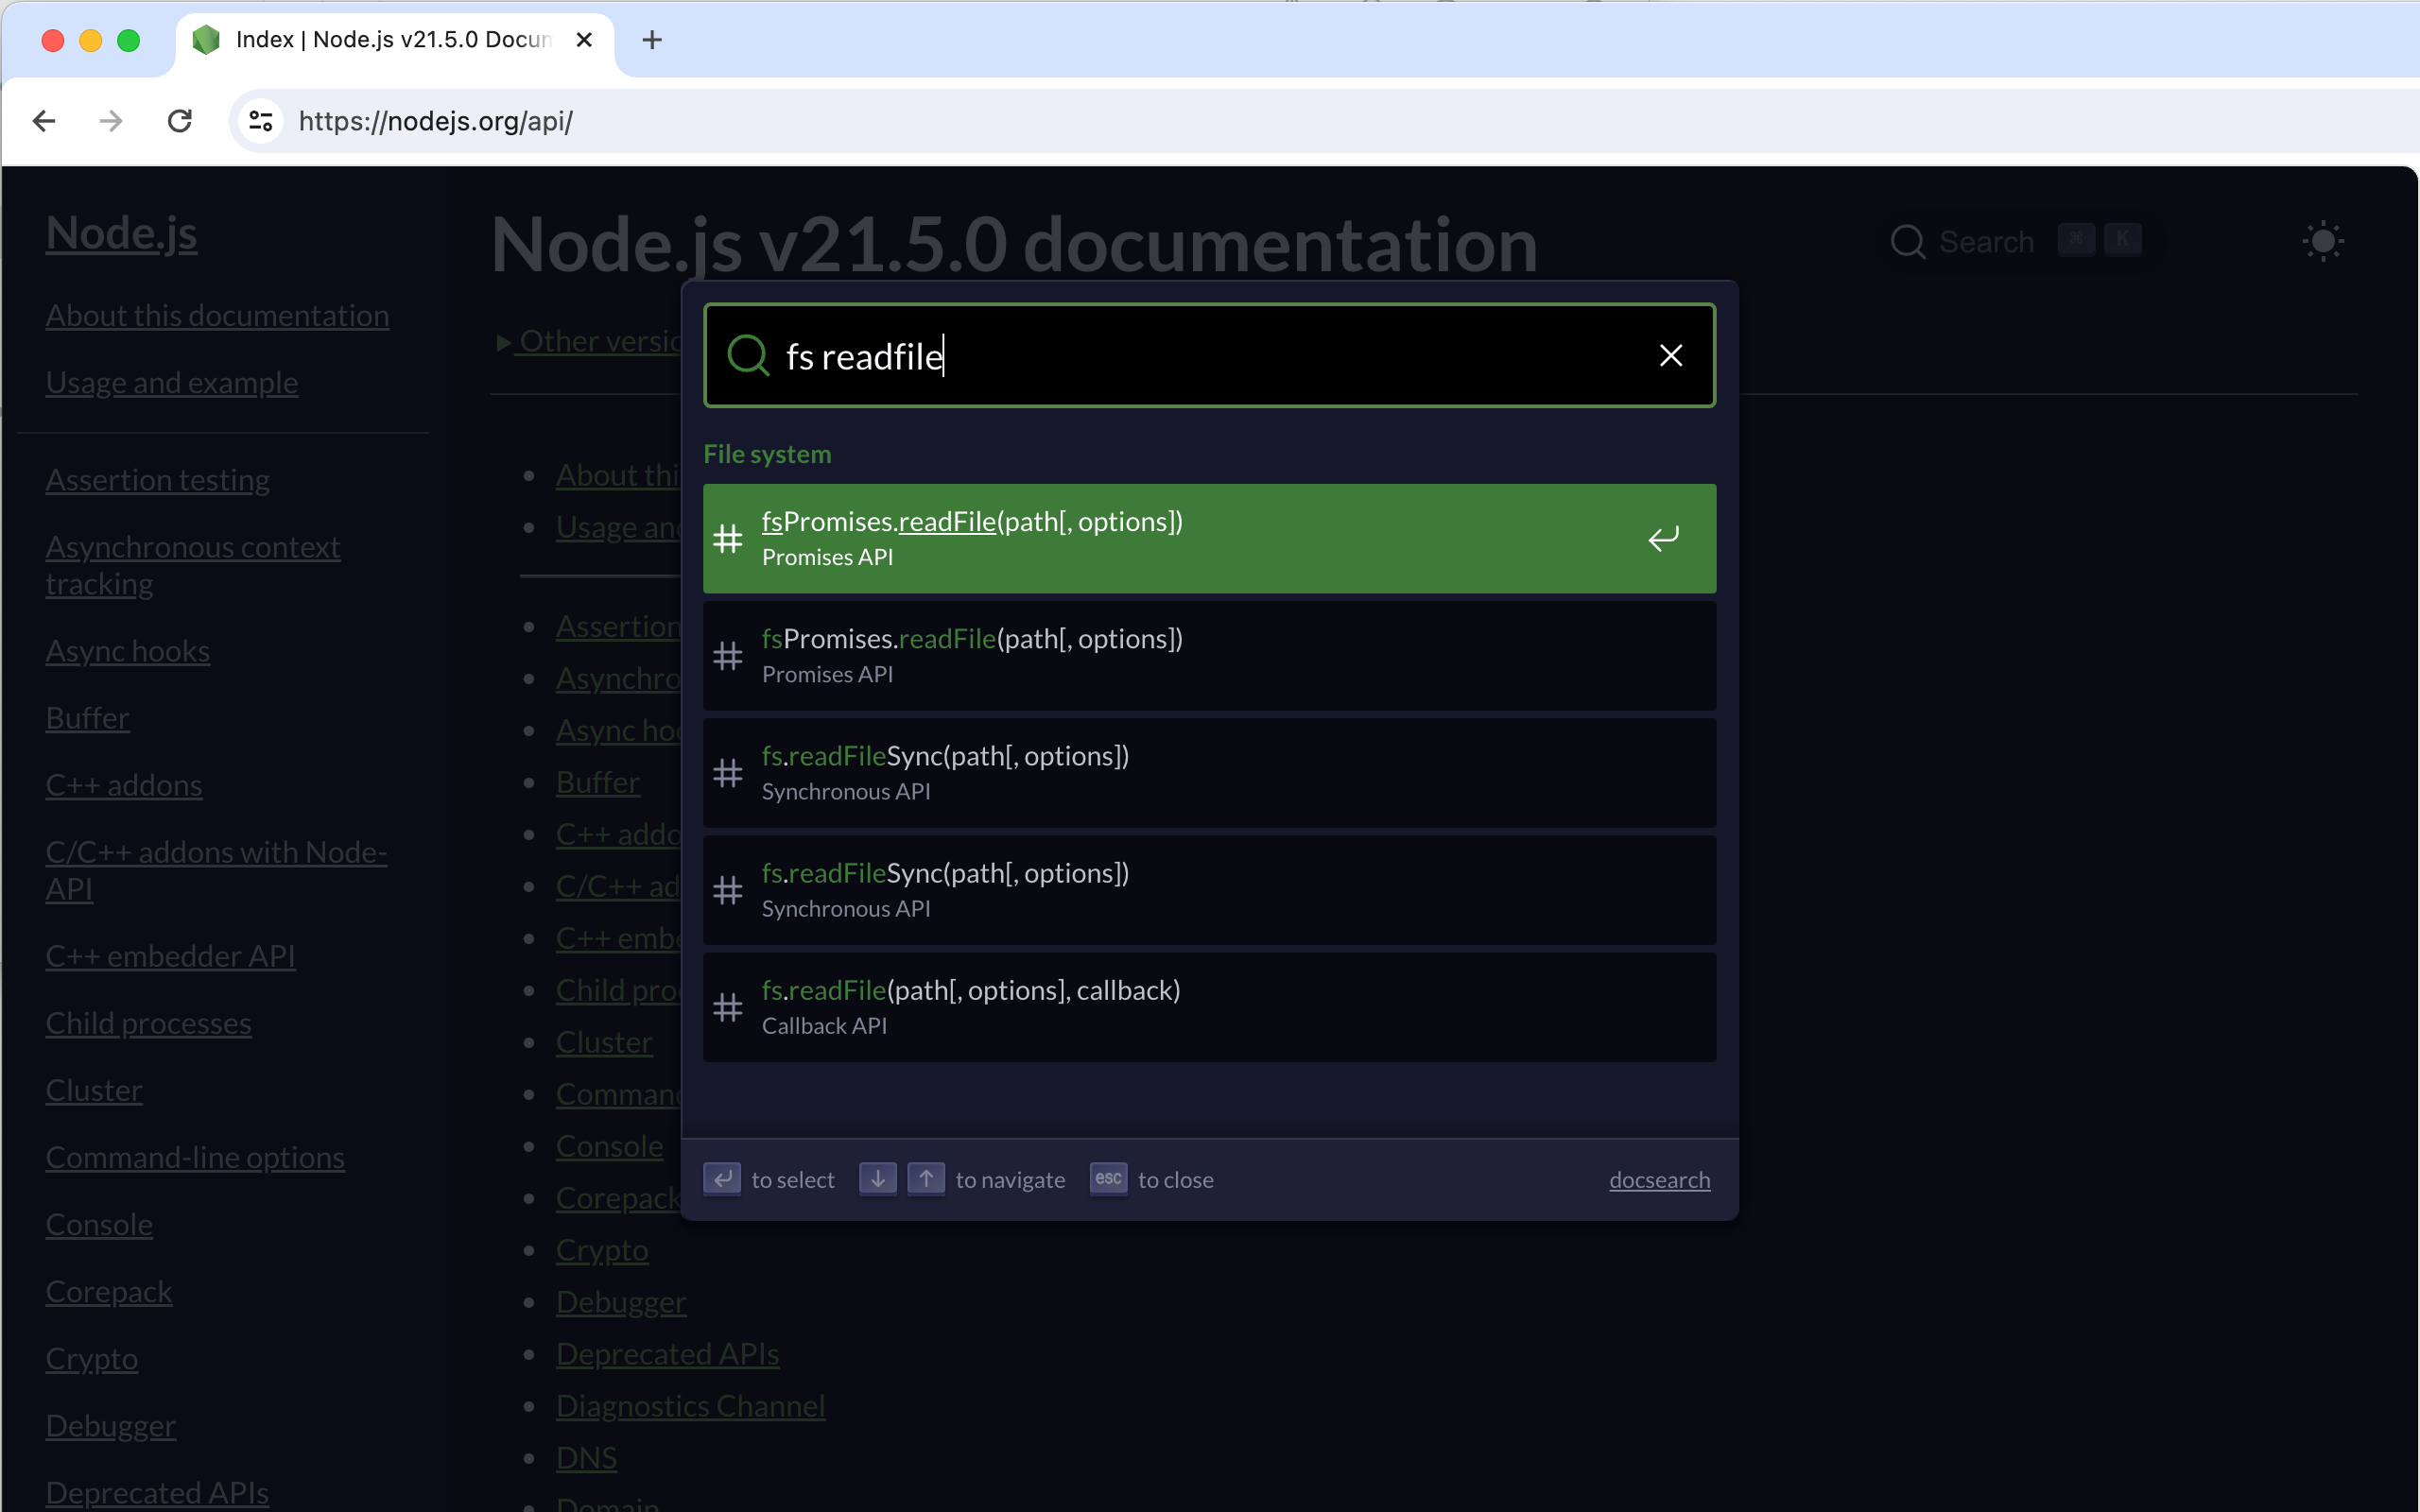 Index | Node.js v21.5.0 Docum
https://nodejs.org/api/
Node.js
About this documentation
Usage and example
Assertion testing
Asynchronous context
tracking
Async hooks
Buffer
C++ addons
C/C++ addons with Node-
API
C++ embedder API
Child processes
Cluster
Command-line options
Console
Corepack
Crypto
Debugger
Deprecated APIs
Node.js v21.5.0 documentation
Search ⌘ K
Other versio
About thi
Usage and
Assertion
Asynchro
Async hoo
Buffer
C++ addo
C/C++ ad
C++ embe
Child pro
Cluster
Command
Console
Corepack
Crypto
Debugger
Deprecated APIs
Diagnostics Channel
DNS
Domain
fs readfile
File system
fsPromises.readFile(path[, options])
Promises API
fsPromises.readFile(path[, options])
Promises API
fs.readFileSync(path[, options])
Synchronous API
fs.readFileSync(path[, options])
Synchronous API
fs.readFile(path[, options], callback)
Callback API
to select to navigate esc to close docsearch